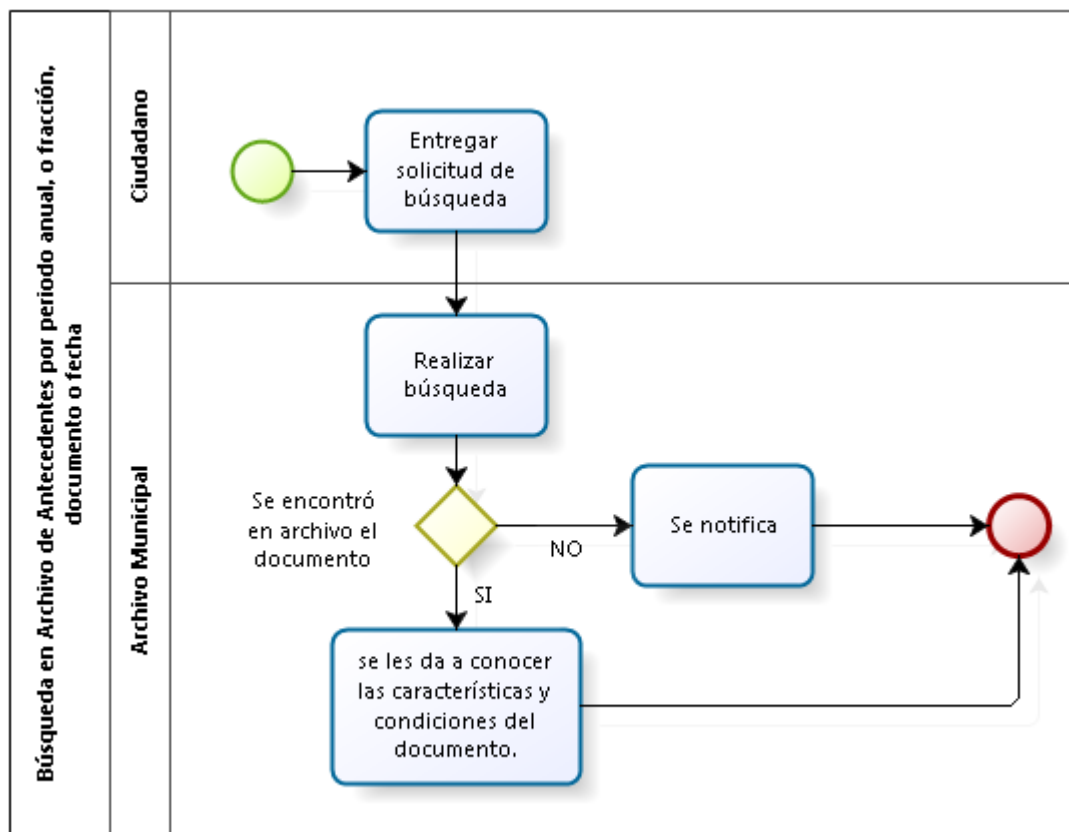 Búsqueda en Archivo de Antecedentes por periodo anual, o fracción,
documento o fecha
Ciudadano
Entregar
solicitud de
búsqueda
Archivo Municipal
Realizar
búsqueda
Se encontró
en archivo el
documento
NO
Se notifica
SI
se les da a conocer
las características y
condiciones del
documento.